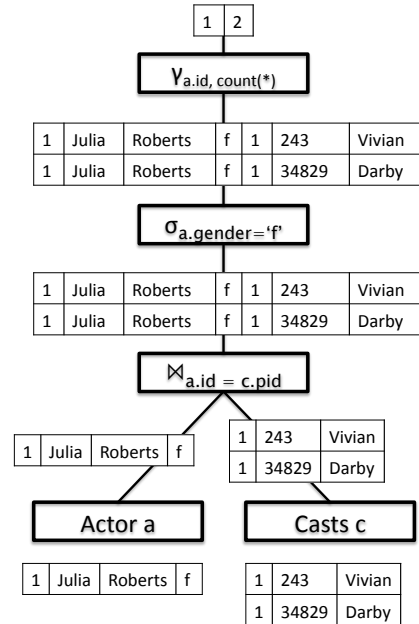 1 2
γa.id, count(*)
1 Julia Roberts f 1 243 Vivian
1 Julia Roberts f 1 34829 Darby
σa.gender=‘f’
1 Julia Roberts f 1 243 Vivian
1 Julia Roberts f 1 34829 Darby
⋈a.id = c.pid
1 Julia Roberts f
1 243 Vivian
1 34829 Darby
Actor a
Casts c
1 Julia Roberts f
1 243 Vivian
1 34829 Darby